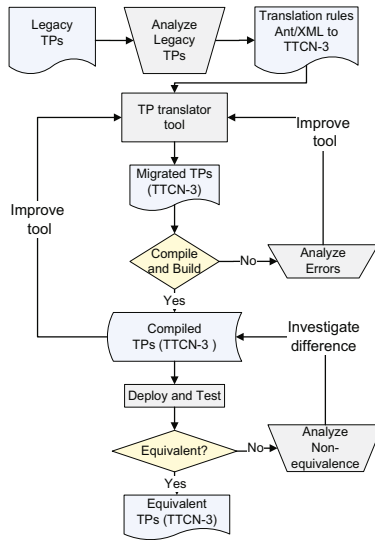 Legacy
TPs
Analyze
Legacy
TPs
Translation rules
Ant/XML to
TTCN-3
TP translator
tool
Improve
tool
Migrated TPs
(TTCN-3)
Improve
tool
Compile
and Build
No
Analyze
Errors
Yes
Compiled
TPs (TTCN-3 )
Investigate
difference
Deploy and Test
Equivalent?
No
Analyze
Non-
equivalence
Yes
Equivalent
TPs (TTCN-3)